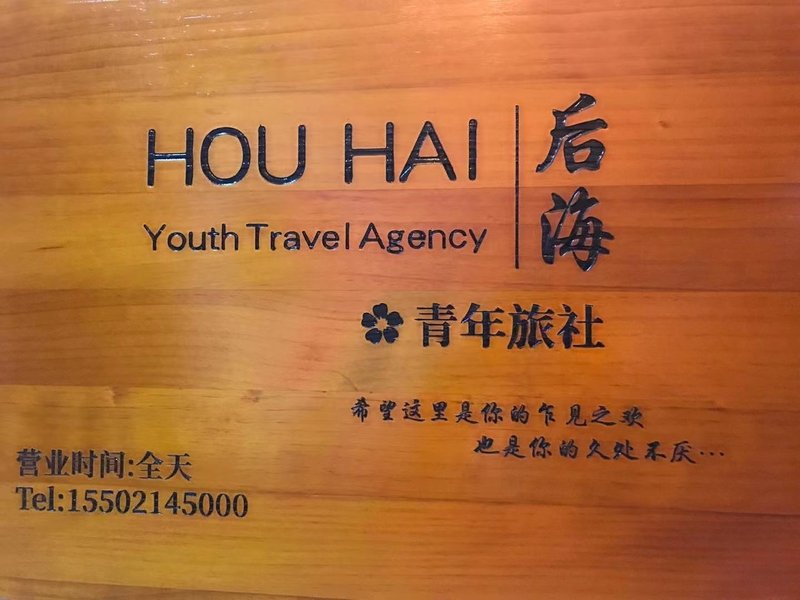 HOU HAI
Youth Travel Agency
后海
青年旅社
希望这里是你的乍见之欢
也是你的久处不厌···
营业时间:全天
Tel:15502145000